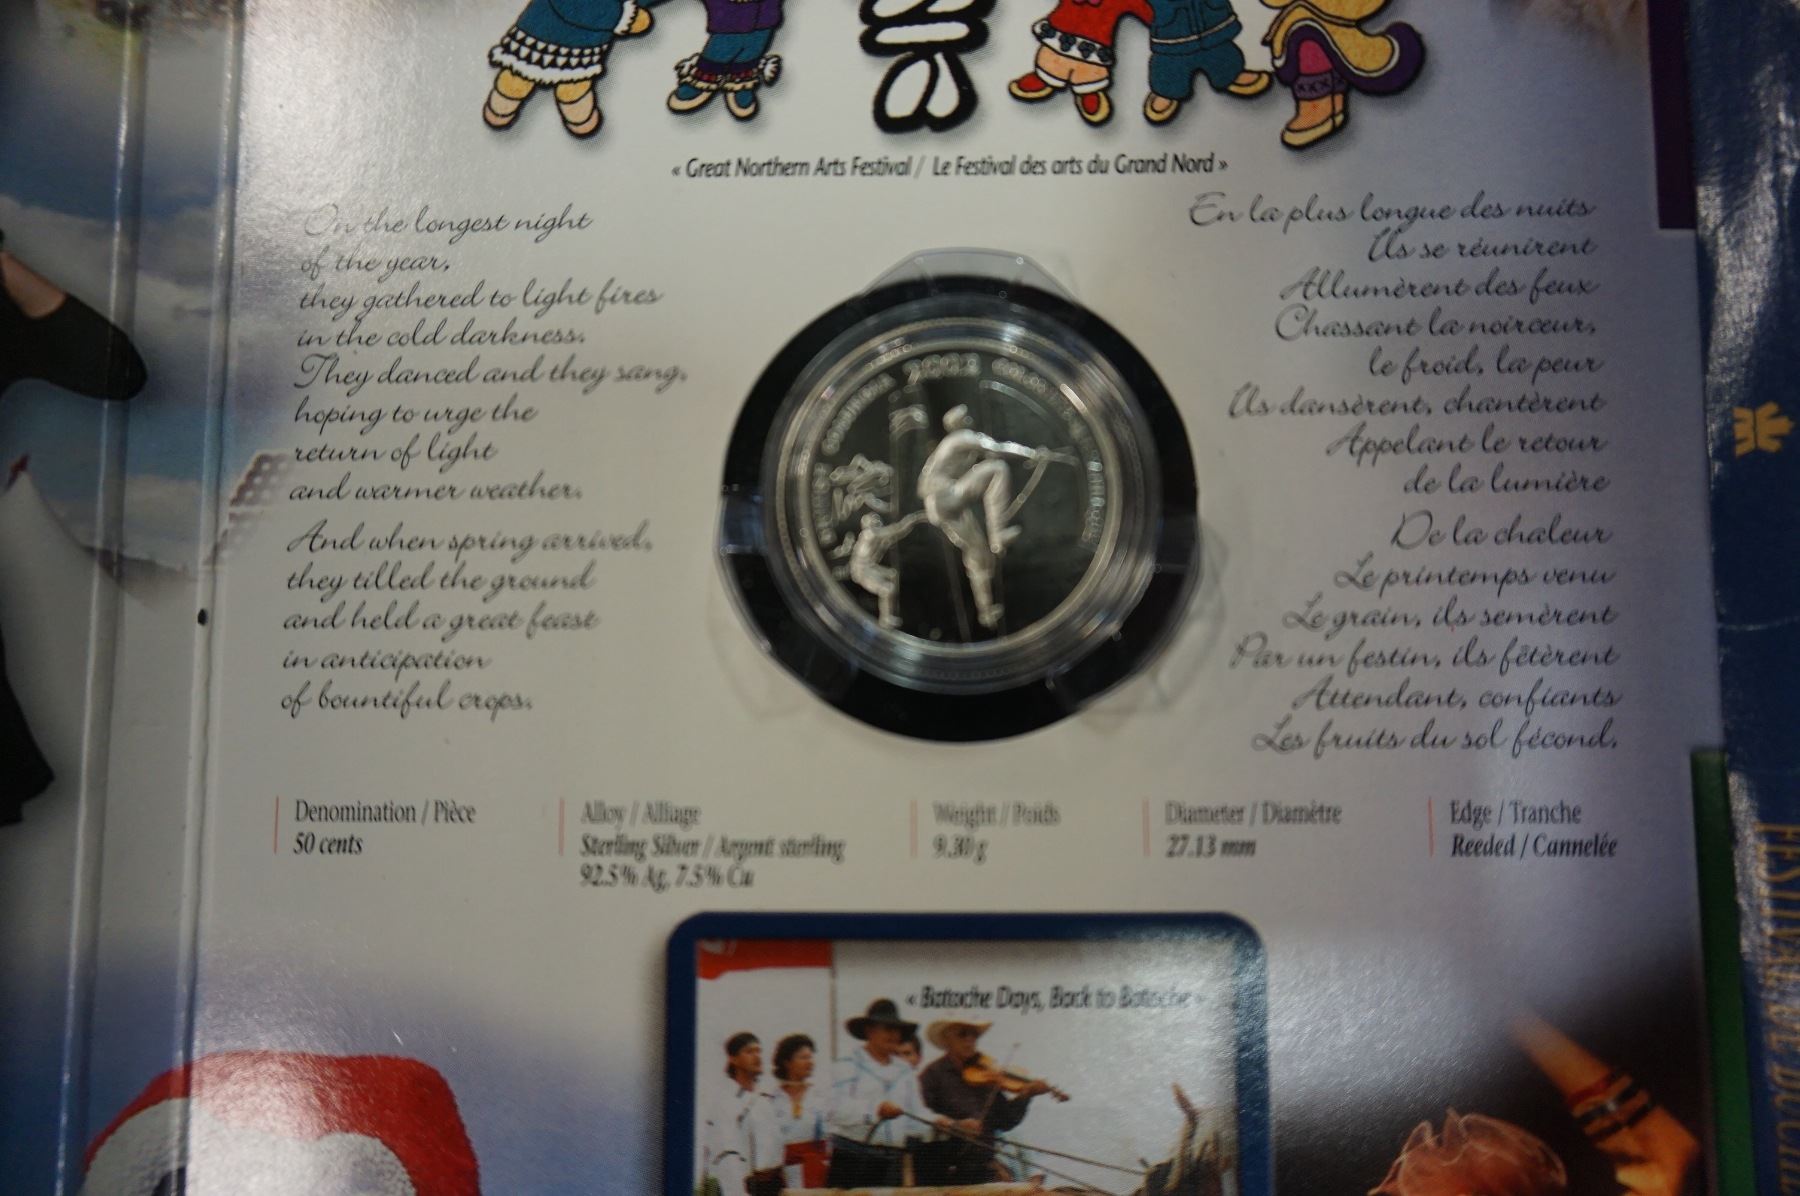 « Great Northern Arts Festival / Le Festival des arts du Grand Nord »
On the longest night
of the year,
they gathered to light fires
in the cold darkness.
They danced and they sang,
hoping to urge the
return of light
and warmer weather.
And when spring arrived,
they tilled the ground
and held a great feast
in anticipation
of bountiful crops.
En la plus longue des nuits
Ils se réunirent
Allumèrent des feux
Chassant la noirceur,
le froid, la peur
Ils dansèrent, chantèrent
Appelant le retour
de la lumière
De la chaleur
Le printemps venu
Le grain, ils semèrent
Par un festin, ils fêtèrent
Attendant, confiants
Les fruits du sol fécond.
Denomination / Pièce
50 cents
Alloy / Alliage
Sterling Silver / Argent sterling
92.5% Ag, 7.5% Cu
Weight / Poids
9.30 g
Diameter / Diamètre
27.13 mm
Edge / Tranche
Reeded / Cannelée
« Batoche Days, Back to Batoche »
FESTIVAL DE